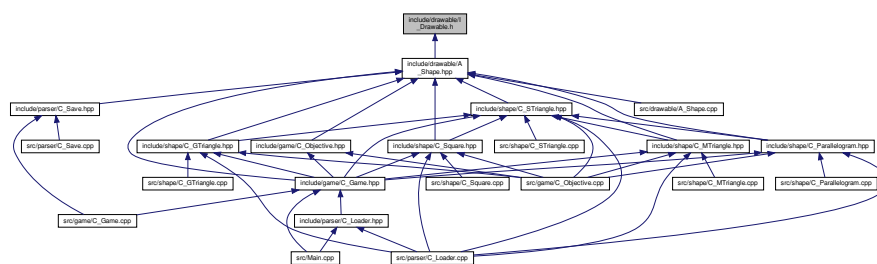 include/drawable/I
_Drawable.h
include/drawable/A
_Shape.hpp
include/parser/C_Save.hpp
include/shape/C_STriangle.hpp
src/drawable/A_Shape.cpp
src/parser/C_Save.cpp
include/shape/C_GTriangle.hpp
include/game/C_Objective.hpp
include/shape/C_Square.hpp
src/shape/C_STriangle.cpp
include/shape/C_MTriangle.hpp
include/shape/C_Parallelogram.hpp
src/shape/C_GTriangle.cpp
include/game/C_Game.hpp
src/shape/C_Square.cpp
src/game/C_Objective.cpp
src/shape/C_MTriangle.cpp
src/shape/C_Parallelogram.cpp
src/game/C_Game.cpp
include/parser/C_Loader.hpp
src/Main.cpp
src/parser/C_Loader.cpp